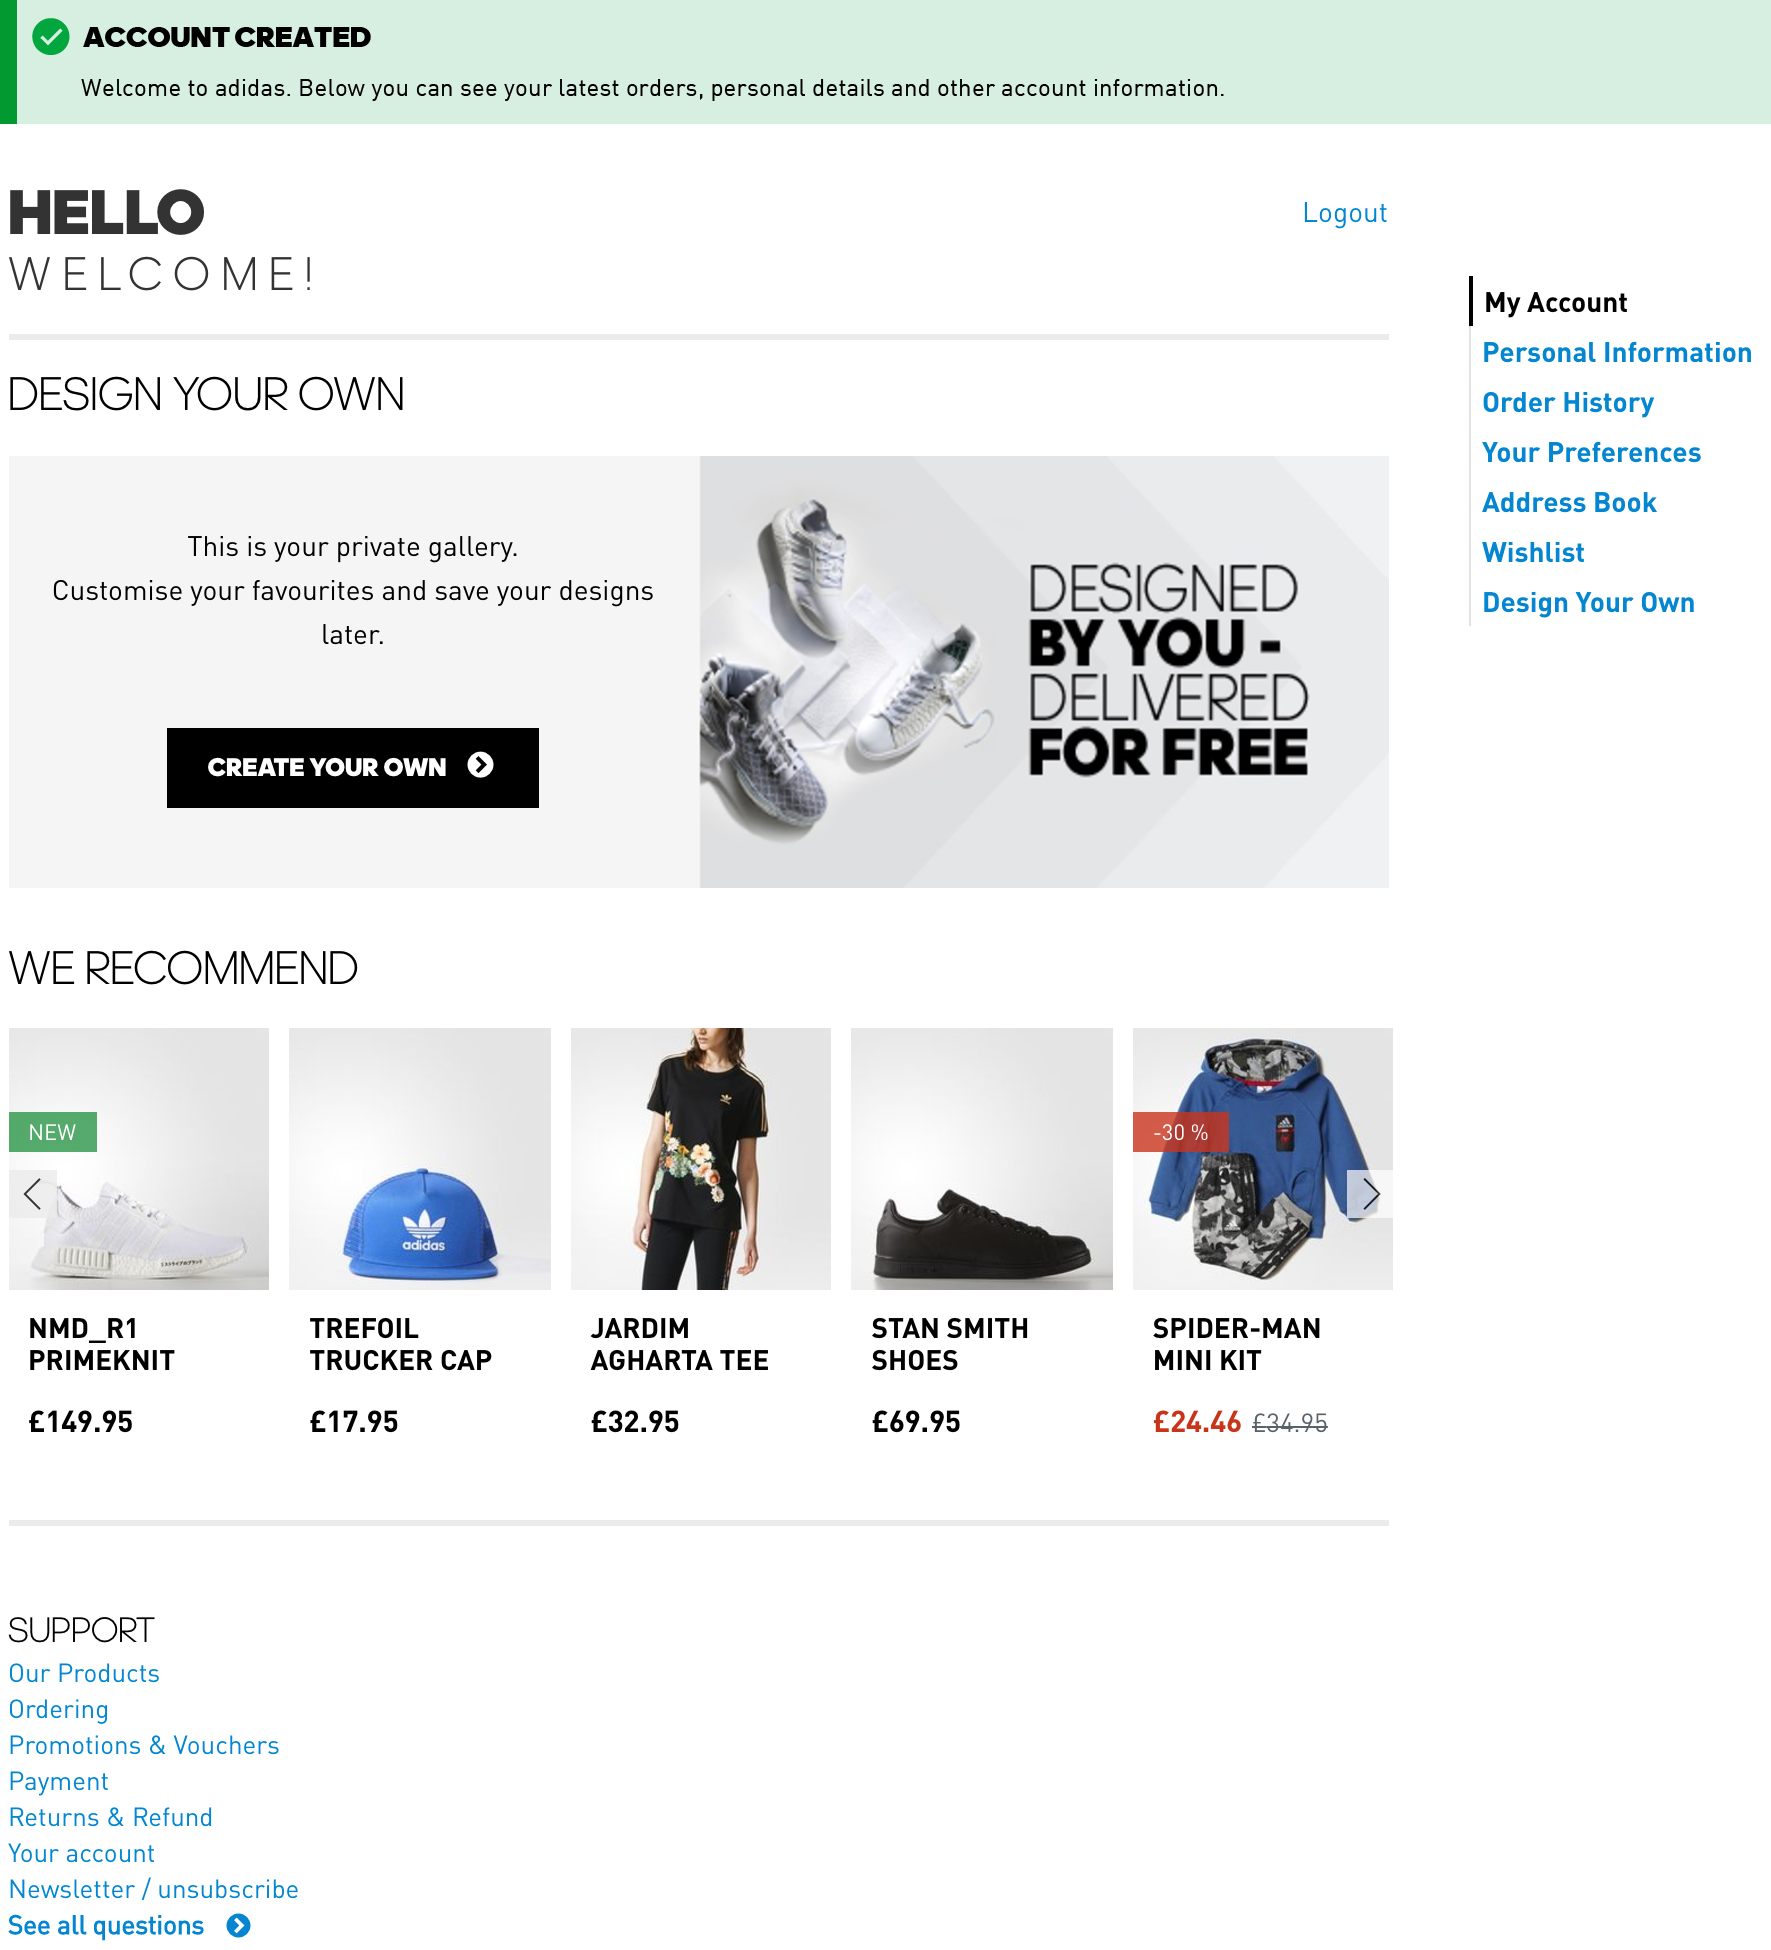 ACCOUNT CREATED
Welcome to adidas. Below you can see your latest orders, personal details and other account information.
HELLO
WELCOME!
Logout
My Account
Personal Information
Order History
Your Preferences
Address Book
Wishlist
Design Your Own
DESIGN YOUR OWN
This is your private gallery.
Customise your favourites and save your designs
later.
CREATE YOUR OWN
DESIGNED
BY YOU -
DELIVERED
FOR FREE
WE RECOMMEND
NEW
adidas
-30 %
NMD_R1
PRIMEKNIT
£149.95
TREFOIL
TRUCKER CAP
£17.95
JARDIM
AGHARTA TEE
£32.95
STAN SMITH
SHOES
£69.95
SPIDER-MAN
MINI KIT
£24.46 £34.95
SUPPORT
Our Products
Ordering
Promotions & Vouchers
Payment
Returns & Refund
Your account
Newsletter / unsubscribe
See all questions